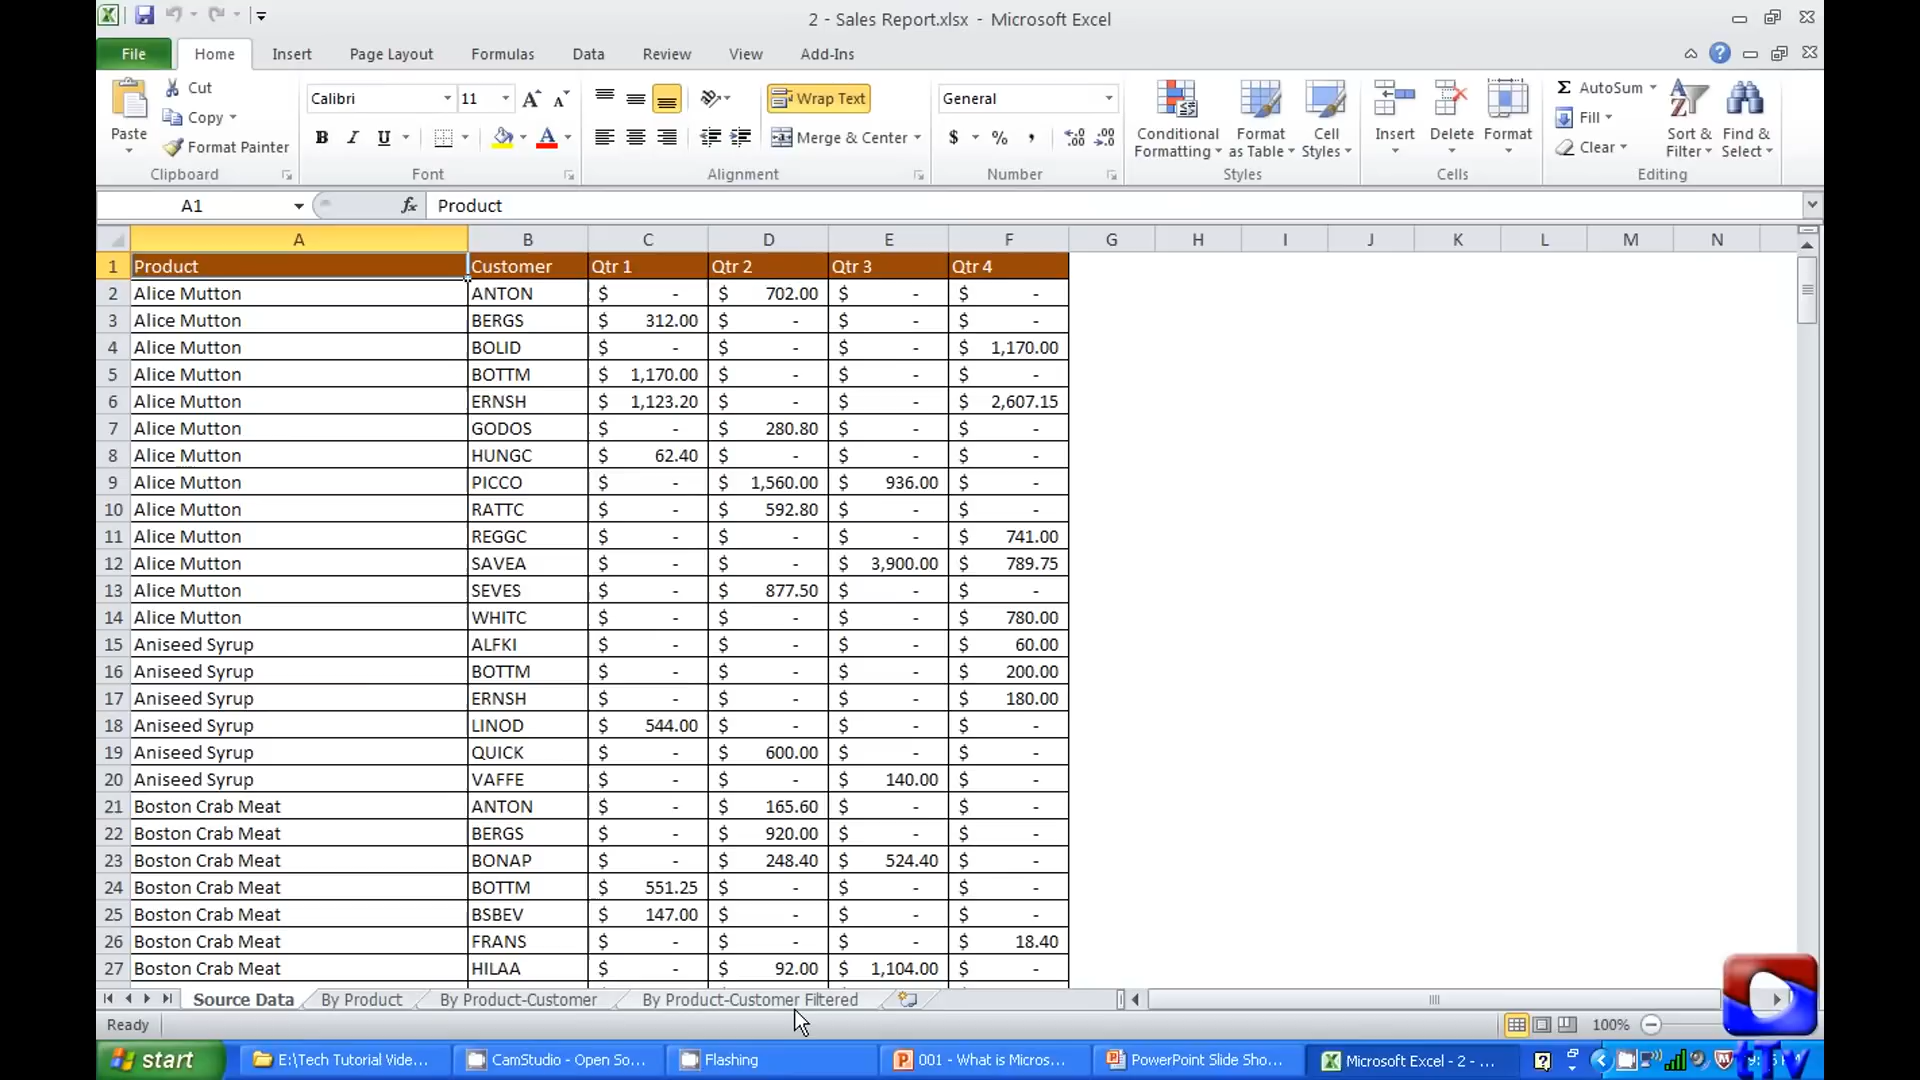 2 - Sales Report.xlsx - Microsoft Excel
File Home Insert Page Layout Formulas Data Review View Add-Ins
Paste Cut Copy Format Painter
Calibri 11 Wrap Text General
B I U Merge & Center $ % ,
Conditional Formatting Format as Table Cell Styles Insert Delete Format
AutoSum Fill Clear Sort & Filter Find & Select
Clipboard Font Alignment Number Styles Cells Editing
A1 fx Product
A B C D E F G H I J K L M N
1 Product Customer Qtr 1 Qtr 2 Qtr 3 Qtr 4
2 Alice Mutton ANTON $ - $ 702.00 $ - $ -
3 Alice Mutton BERGS $ 312.00 $ - $ - $ -
4 Alice Mutton BOLID $ - $ - $ - $ 1,170.00
5 Alice Mutton BOTTM $ 1,170.00 $ - $ - $ -
6 Alice Mutton ERNSH $ 1,123.20 $ - $ - $ 2,607.15
7 Alice Mutton GODOS $ - $ 280.80 $ - $ -
8 Alice Mutton HUNGC $ 62.40 $ - $ - $ -
9 Alice Mutton PICCO $ - $ 1,560.00 $ 936.00 $ -
10 Alice Mutton RATTC $ - $ 592.80 $ - $ -
11 Alice Mutton REGGC $ - $ - $ - $ 741.00
12 Alice Mutton SAVEA $ - $ - $ 3,900.00 $ 789.75
13 Alice Mutton SEVES $ - $ 877.50 $ - $ -
14 Alice Mutton WHITC $ - $ - $ - $ 780.00
15 Aniseed Syrup ALFKI $ - $ - $ - $ 60.00
16 Aniseed Syrup BOTTM $ - $ - $ - $ 200.00
17 Aniseed Syrup ERNSH $ - $ - $ - $ 180.00
18 Aniseed Syrup LINOD $ 544.00 $ - $ - $ -
19 Aniseed Syrup QUICK $ - $ 600.00 $ - $ -
20 Aniseed Syrup VAFFE $ - $ - $ 140.00 $ -
21 Boston Crab Meat ANTON $ - $ 165.60 $ - $ -
22 Boston Crab Meat BERGS $ - $ 920.00 $ - $ -
23 Boston Crab Meat BONAP $ - $ 248.40 $ 524.40 $ -
24 Boston Crab Meat BOTTM $ 551.25 $ - $ - $ -
25 Boston Crab Meat BSBEV $ 147.00 $ - $ - $ -
26 Boston Crab Meat FRANS $ - $ - $ - $ 18.40
27 Boston Crab Meat HILAA $ - $ 92.00 $ 1,104.00 $ -
Source Data By Product By Product-Customer By Product-Customer Filtered
Ready 100%
start E:\Tech Tutorial Vide... CamStudio - Open So... Flashing 001 - What is Micros... PowerPoint Slide Sho... Microsoft Excel - 2 - ... tTv